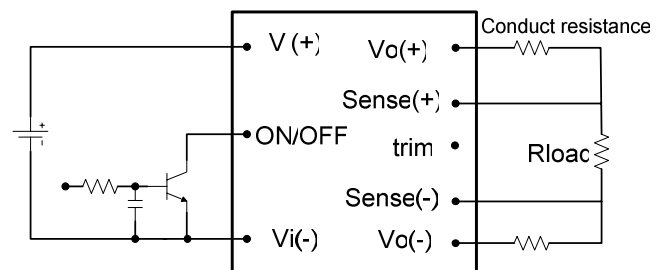 Conduct resistance
V (+)
Vo(+)
Sense(+)
+
-
ON/OFF
trim
Rload
Sense(-)
Vi(-)
Vo(-)